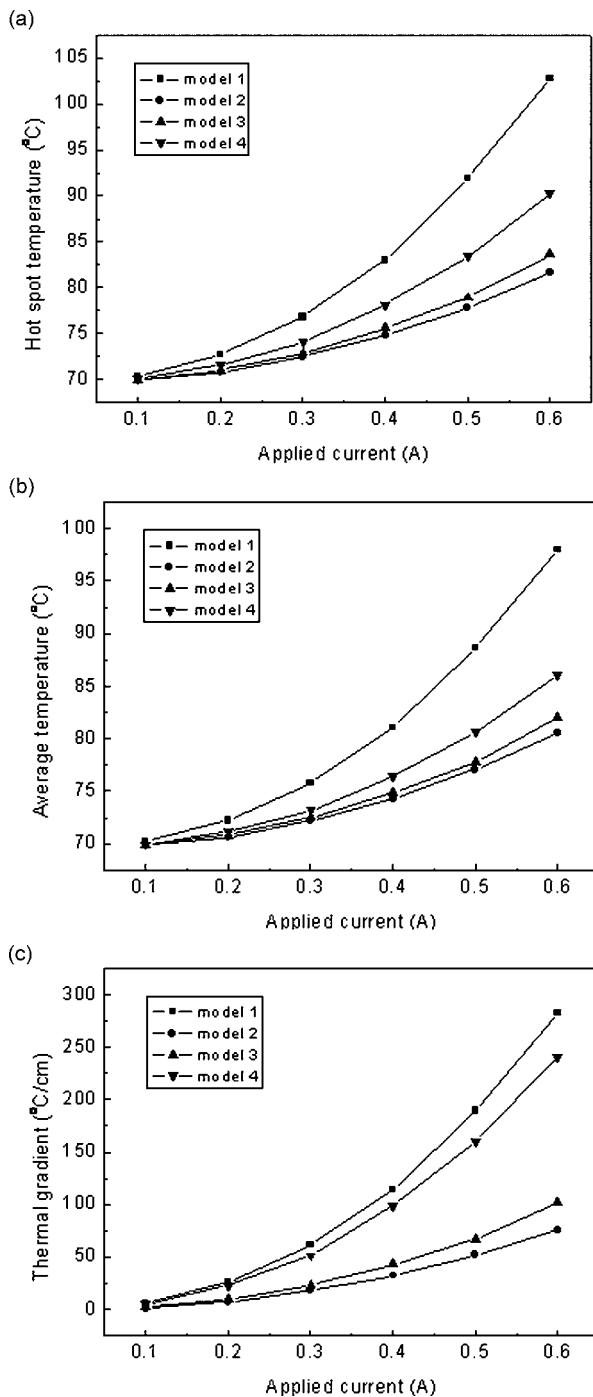 (a)
105
100
95
90
85
80
75
70
Hot spot temperature (°C)
model 1
model 2
model 3
model 4
0.1 0.2 0.3 0.4 0.5 0.6
Applied current (A)
(b)
100
95
90
85
80
75
70
Average temperature (°C)
model 1
model 2
model 3
model 4
0.1 0.2 0.3 0.4 0.5 0.6
Applied current (A)
(c)
300
250
200
150
100
50
0
Thermal gradient (°C/cm)
model 1
model 2
model 3
model 4
0.1 0.2 0.3 0.4 0.5 0.6
Applied current (A)